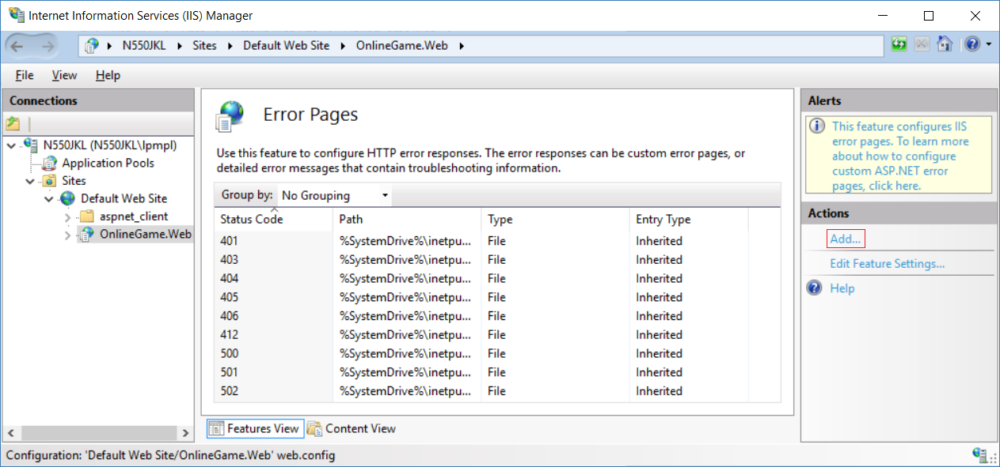 Internet Information Services (IIS) Manager
N550JKL Sites Default Web Site OnlineGame.Web
File View Help
Connections
N550JKL (N550JKL\lpmpl)
Application Pools
Sites
Default Web Site
aspnet_client
OnlineGame.Web
Error Pages
Use this feature to configure HTTP error responses. The error responses can be custom error pages, or
detailed error messages that contain troubleshooting information.
Group by: No Grouping
Status Code Path Type Entry Type
401 %SystemDrive%\inetpu... File Inherited
403 %SystemDrive%\inetpu... File Inherited
404 %SystemDrive%\inetpu... File Inherited
405 %SystemDrive%\inetpu... File Inherited
406 %SystemDrive%\inetpu... File Inherited
412 %SystemDrive%\inetpu... File Inherited
500 %SystemDrive%\inetpu... File Inherited
501 %SystemDrive%\inetpu... File Inherited
502 %SystemDrive%\inetpu... File Inherited
Features View Content View
Alerts
This feature configures IIS
error pages. To learn more
about how to configure
custom ASP.NET error
pages, click here.
Actions
Add...
Edit Feature Settings...
Help
Configuration: 'Default Web Site/OnlineGame.Web' web.config